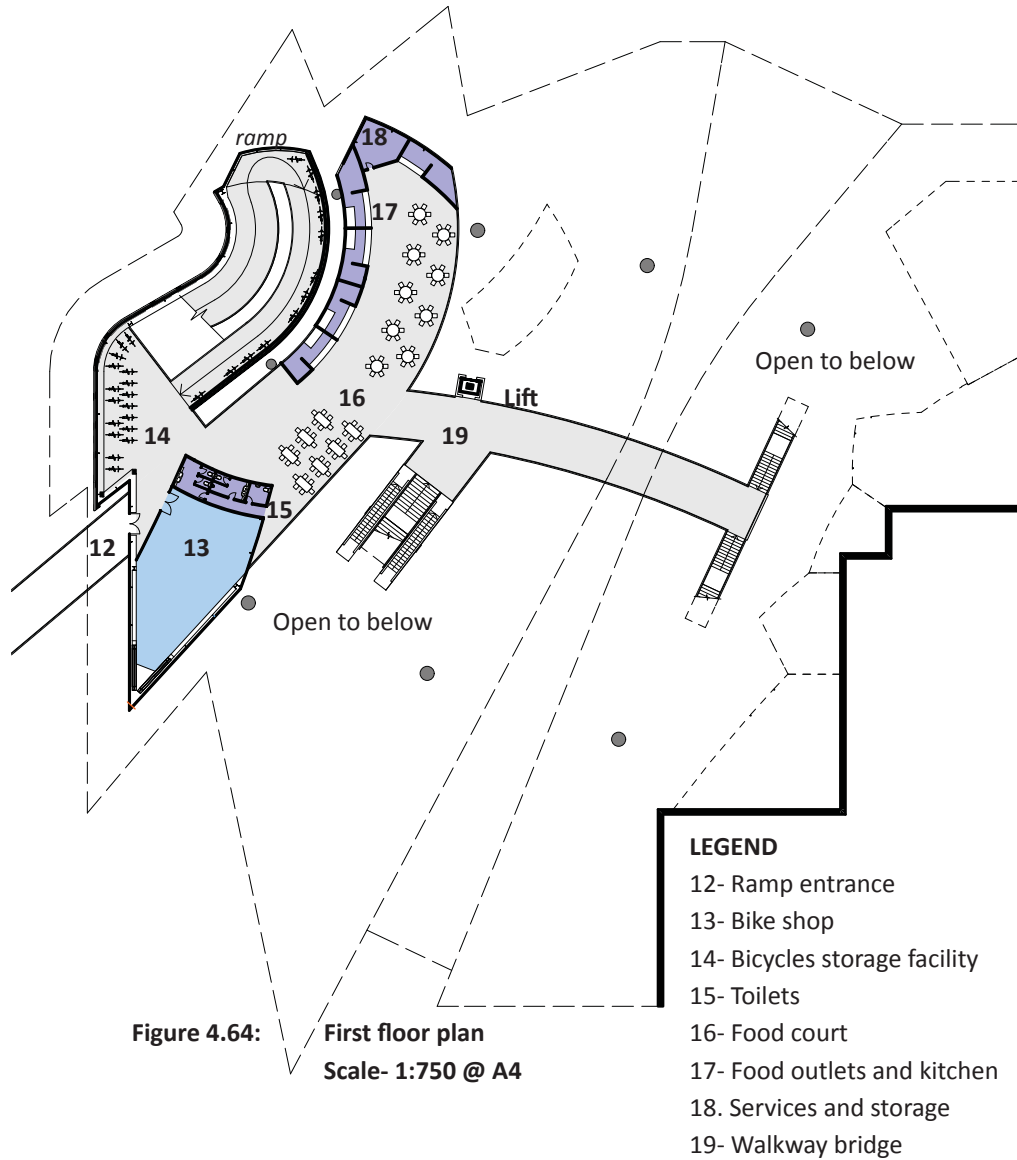 ramp
18
17
Open to below
Lift
16
14
19
15
12
13
Open to below
LEGEND
12- Ramp entrance
13- Bike shop
14- Bicycles storage facility
15- Toilets
16- Food court
17- Food outlets and kitchen
18. Services and storage
19- Walkway bridge
Figure 4.64: First floor plan
Scale- 1:750 @ A4